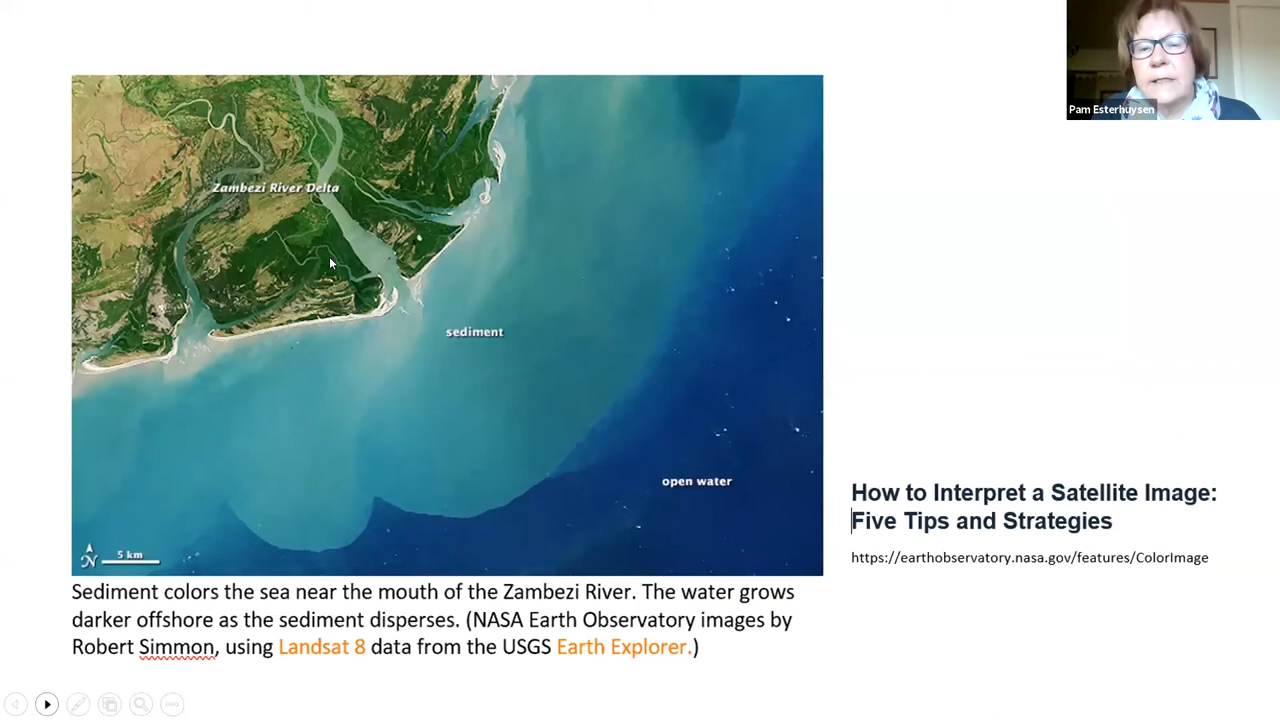 Pam Esterhuysen
Zambezi River Delta
sediment
open water
N
5 km
How to Interpret a Satellite Image:
Five Tips and Strategies
https://earthobservatory.nasa.gov/features/ColorImage
Sediment colors the sea near the mouth of the Zambezi River. The water grows
darker offshore as the sediment disperses. (NASA Earth Observatory images by
Robert Simmon, using Landsat 8 data from the USGS Earth Explorer.)